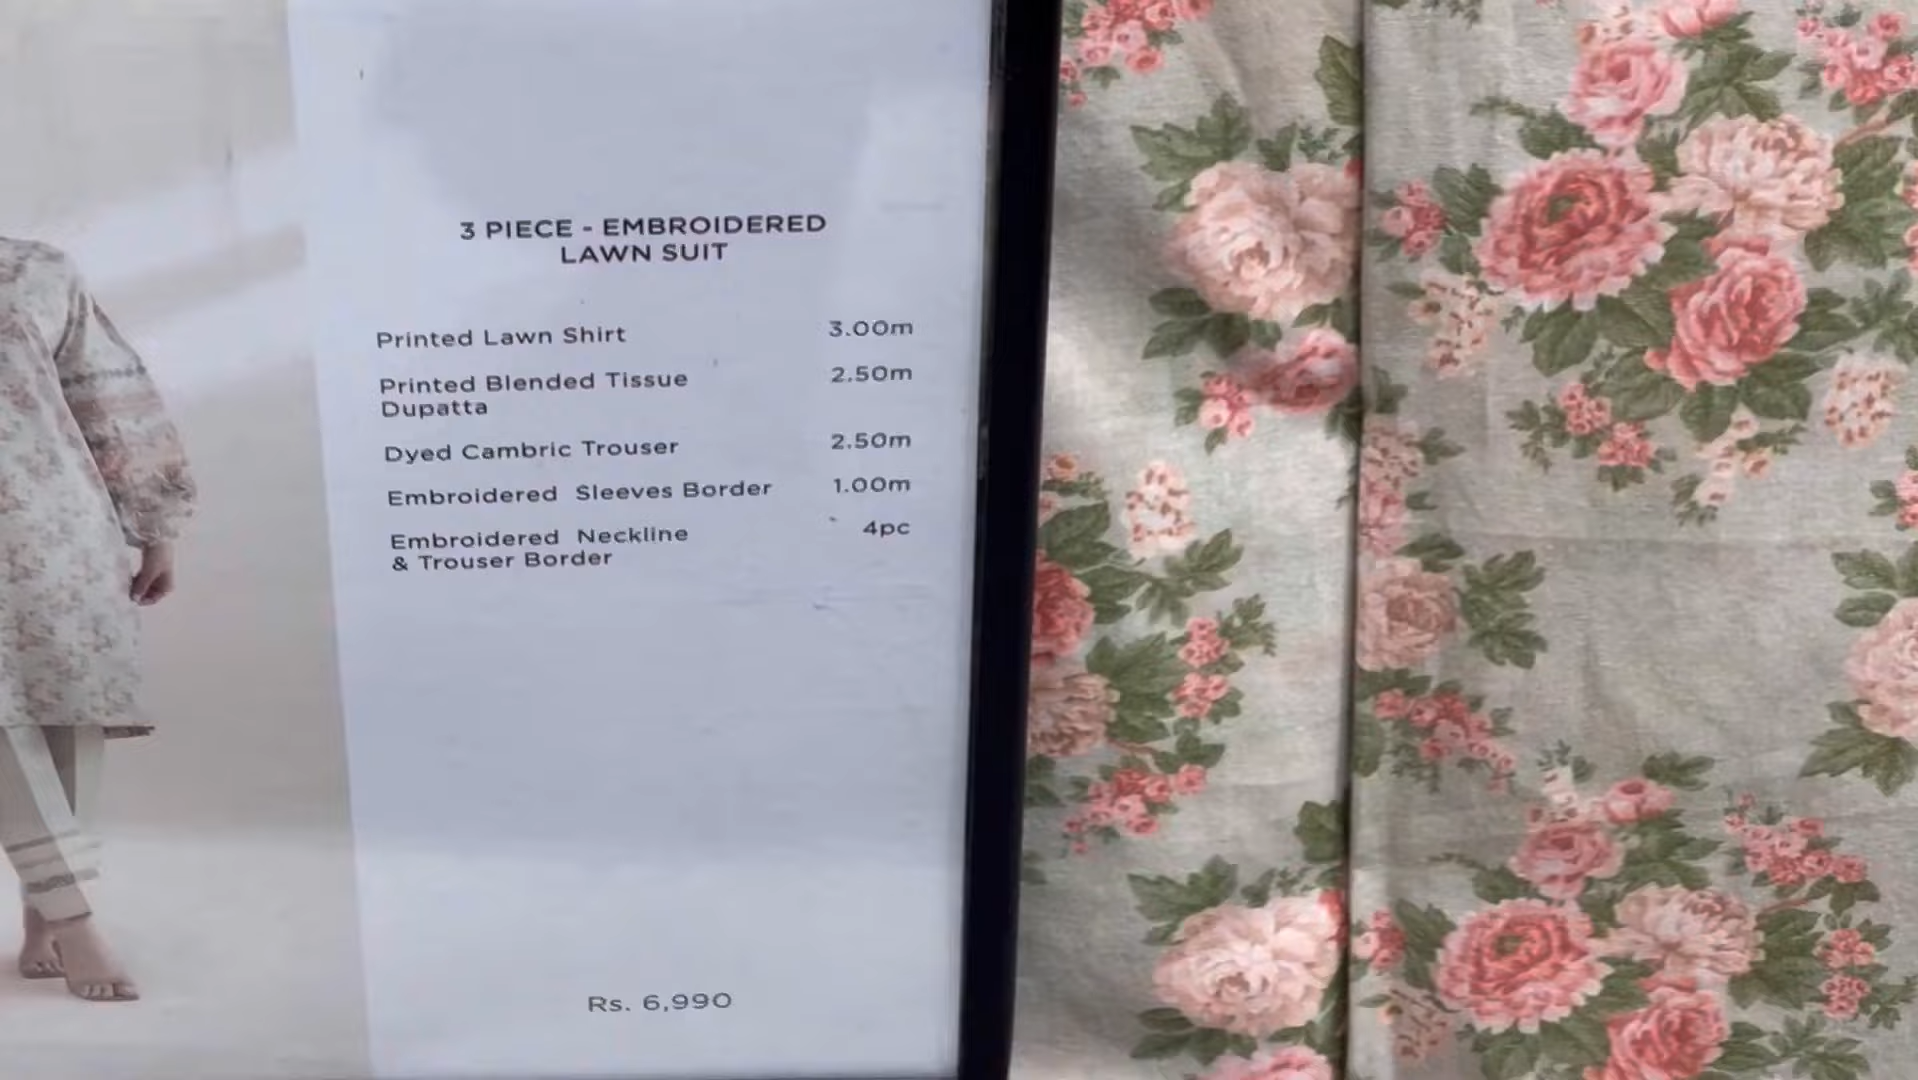 3 PIECE - EMBROIDERED
LAWN SUIT
Printed Lawn Shirt 3.00m
Printed Blended Tissue 2.50m
Dupatta
Dyed Cambric Trouser 2.50m
Embroidered Sleeves Border 1.00m
Embroidered Neckline 4pc
& Trouser Border
Rs. 6,990